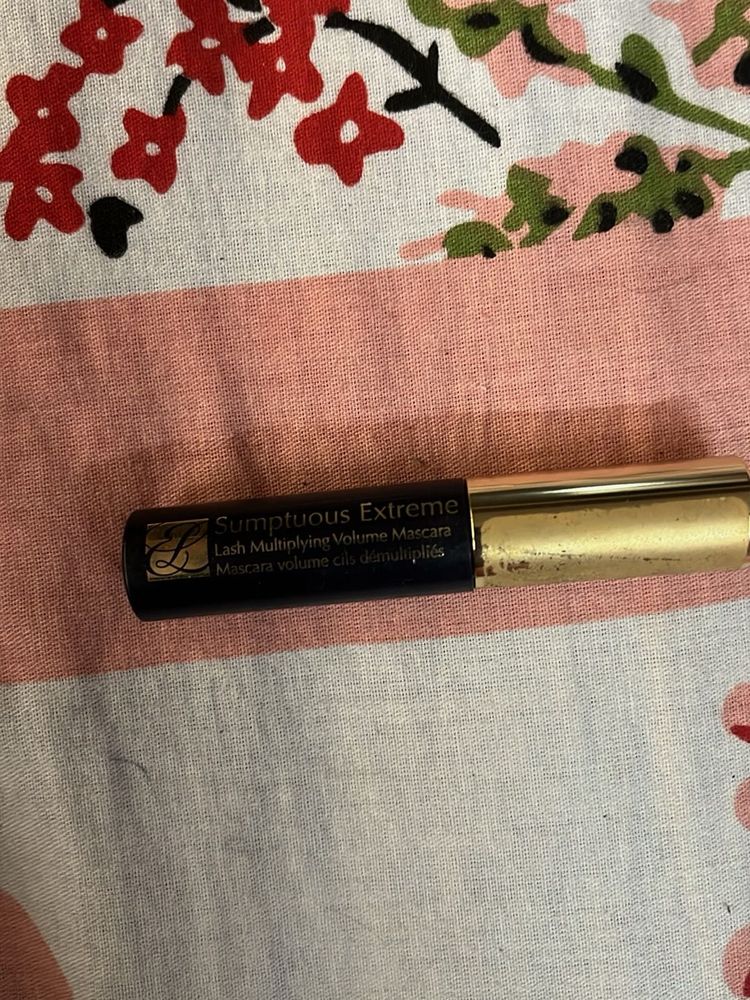 Sumptuous Extreme
Lash Multiplying Volume Mascara
Mascara volume cils démultipliés